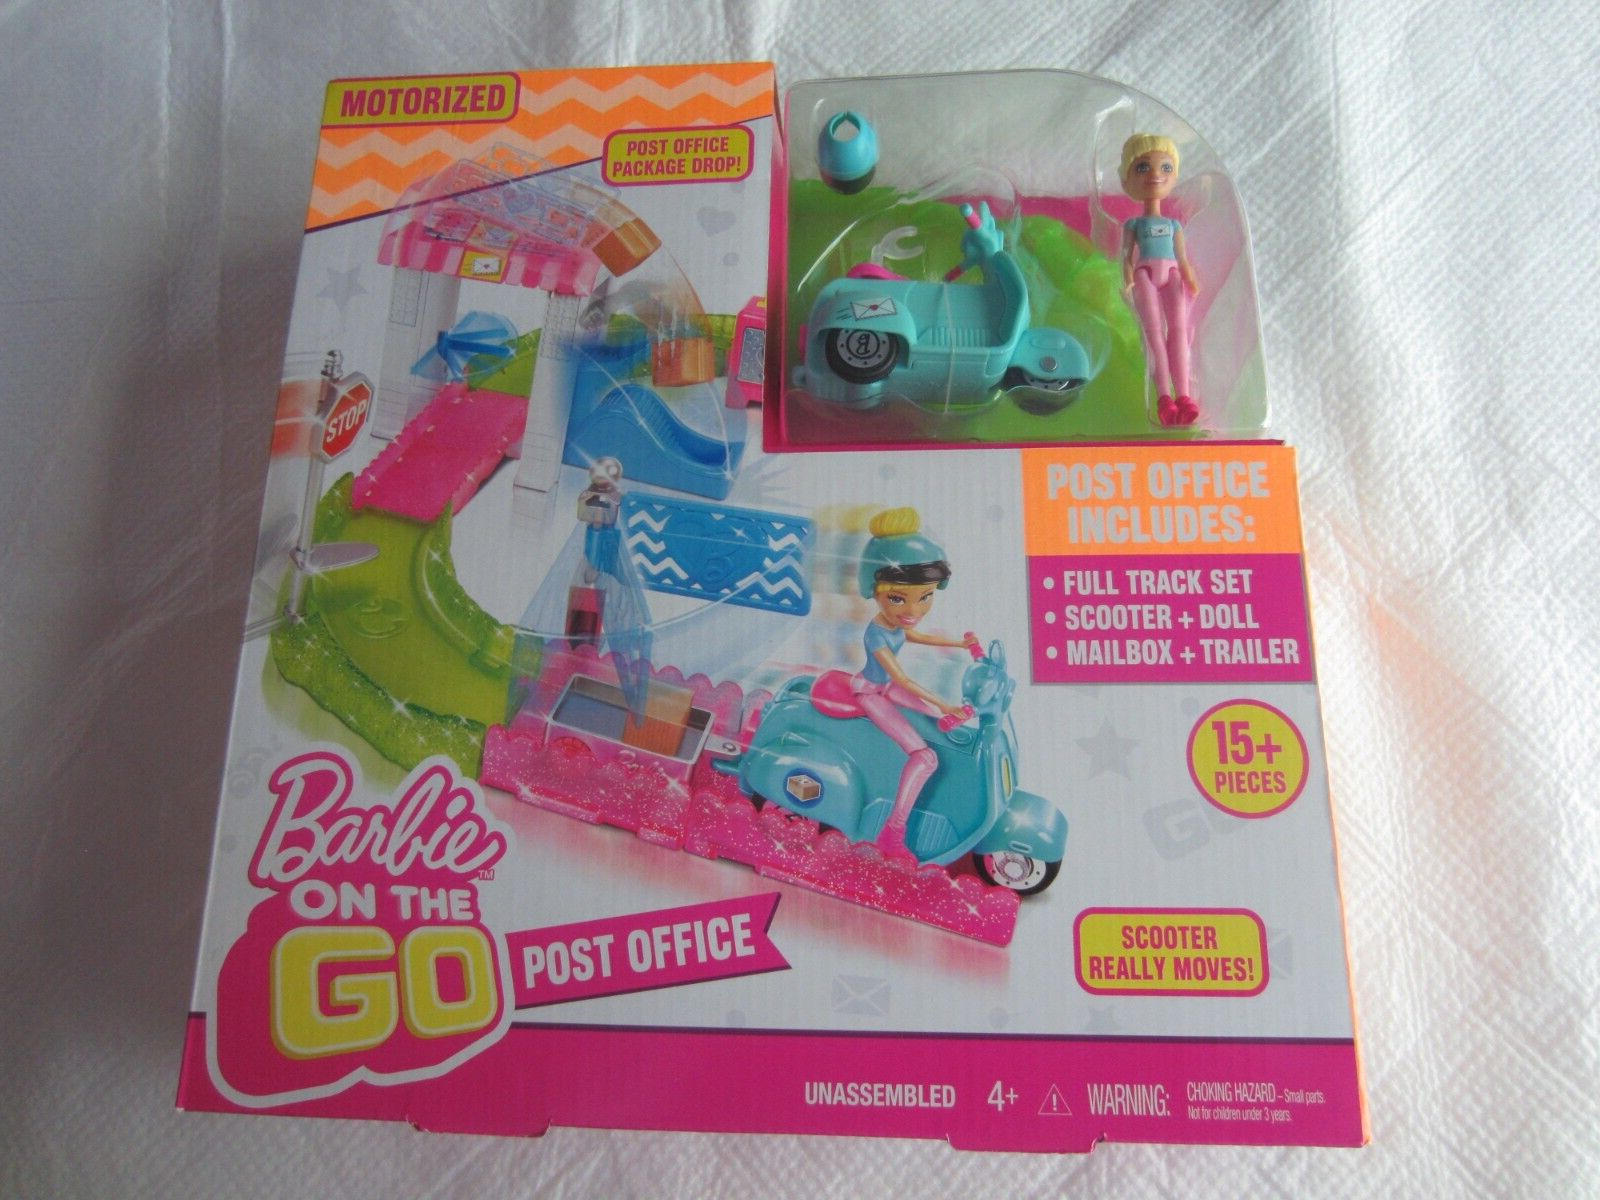 MOTORIZED
POST OFFICE
PACKAGE DROP!
STOP
POST OFFICE
INCLUDES:
• FULL TRACK SET
• SCOOTER + DOLL
• MAILBOX + TRAILER
15+
PIECES
Barbie™
ON THE
GO
POST OFFICE
SCOOTER
REALLY MOVES!
UNASSEMBLED 4+ ⚠ WARNING: CHOKING HAZARD – Small parts.
Not for children under 3 years.